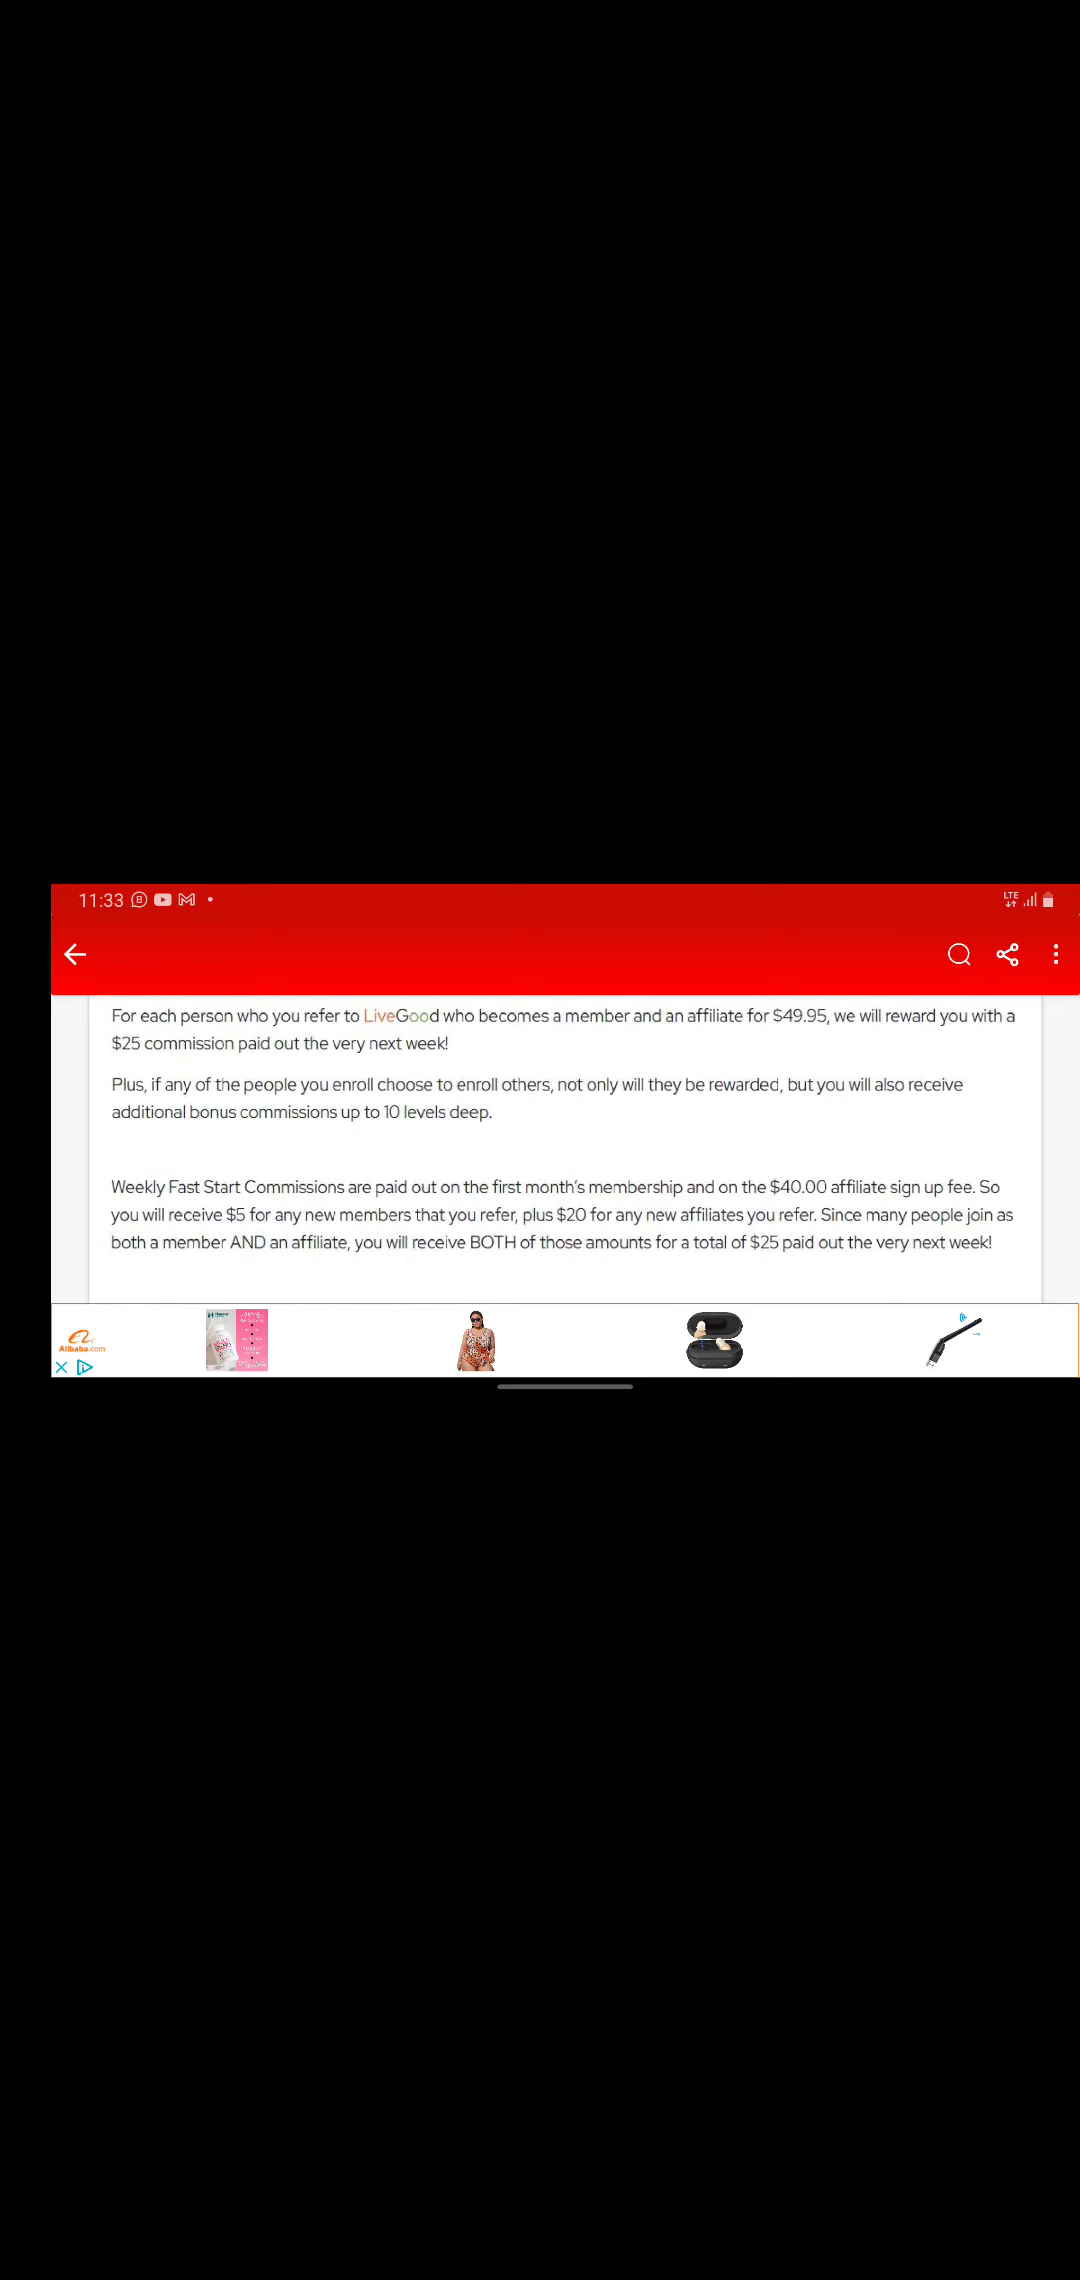 11:33
LTE
For each person who you refer to LiveGood who becomes a member and an affiliate for $49.95, we will reward you with a
$25 commission paid out the very next week!
Plus, if any of the people you enroll choose to enroll others, not only will they be rewarded, but you will also receive
additional bonus commissions up to 10 levels deep.
Weekly Fast Start Commissions are paid out on the first month's membership and on the $40.00 affiliate sign up fee. So
you will receive $5 for any new members that you refer, plus $20 for any new affiliates you refer. Since many people join as
both a member AND an affiliate, you will receive BOTH of those amounts for a total of $25 paid out the very next week!
Alibaba.com